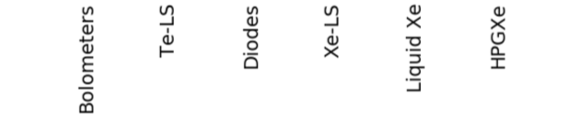 Bolometers
Te-LS
Diodes
Xe-LS
Liquid Xe
HPGXe